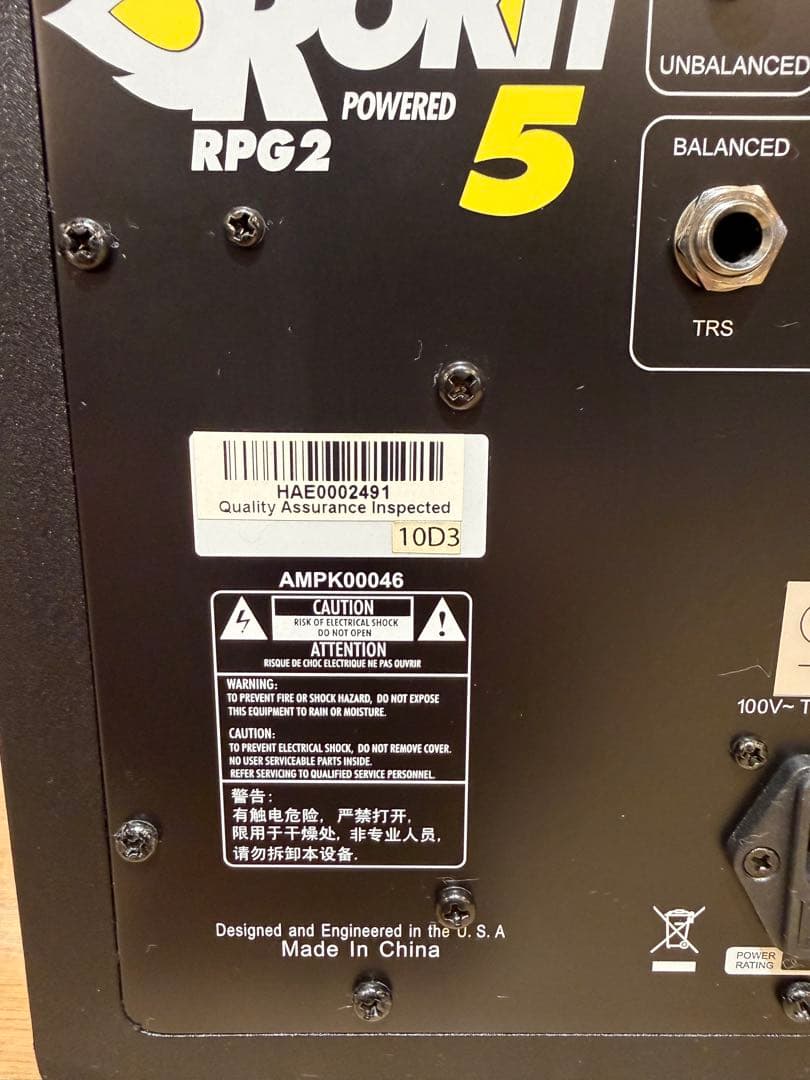 ROKIT
UNBALANCED
POWERED
5
RPG2
BALANCED
TRS
HAE0002491
Quality Assurance Inspected
10D3
AMPK00046
CAUTION
RISK OF ELECTRICAL SHOCK
DO NOT OPEN
ATTENTION
RISQUE DE CHOC ELECTRIQUE NE PAS OUVRIR
WARNING:
TO PREVENT FIRE OR SHOCK HAZARD, DO NOT EXPOSE
THIS EQUIPMENT TO RAIN OR MOISTURE.
CAUTION:
TO PREVENT ELECTRICAL SHOCK, DO NOT REMOVE COVER.
NO USER SERVICEABLE PARTS INSIDE.
REFER SERVICING TO QUALIFIED SERVICE PERSONNEL.
警告:
有触电危险, 严禁打开,
限用于干燥处, 非专业人员,
请勿拆卸本设备.
100V~
Designed and Engineered in the U. S. A
Made In China
POWER
RATING